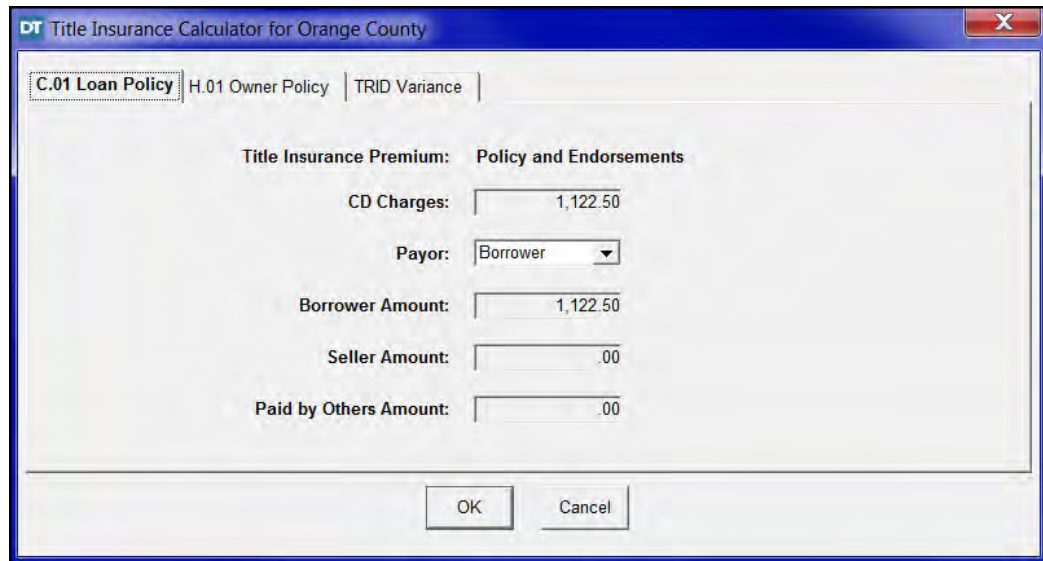 DT Title Insurance Calculator for Orange County
X
C.01 Loan Policy H.01 Owner Policy TRID Variance
Title Insurance Premium: Policy and Endorsements
CD Charges: 1,122.50
Payor: Borrower
Borrower Amount: 1,122.50
Seller Amount: .00
Paid by Others Amount: .00
OK Cancel